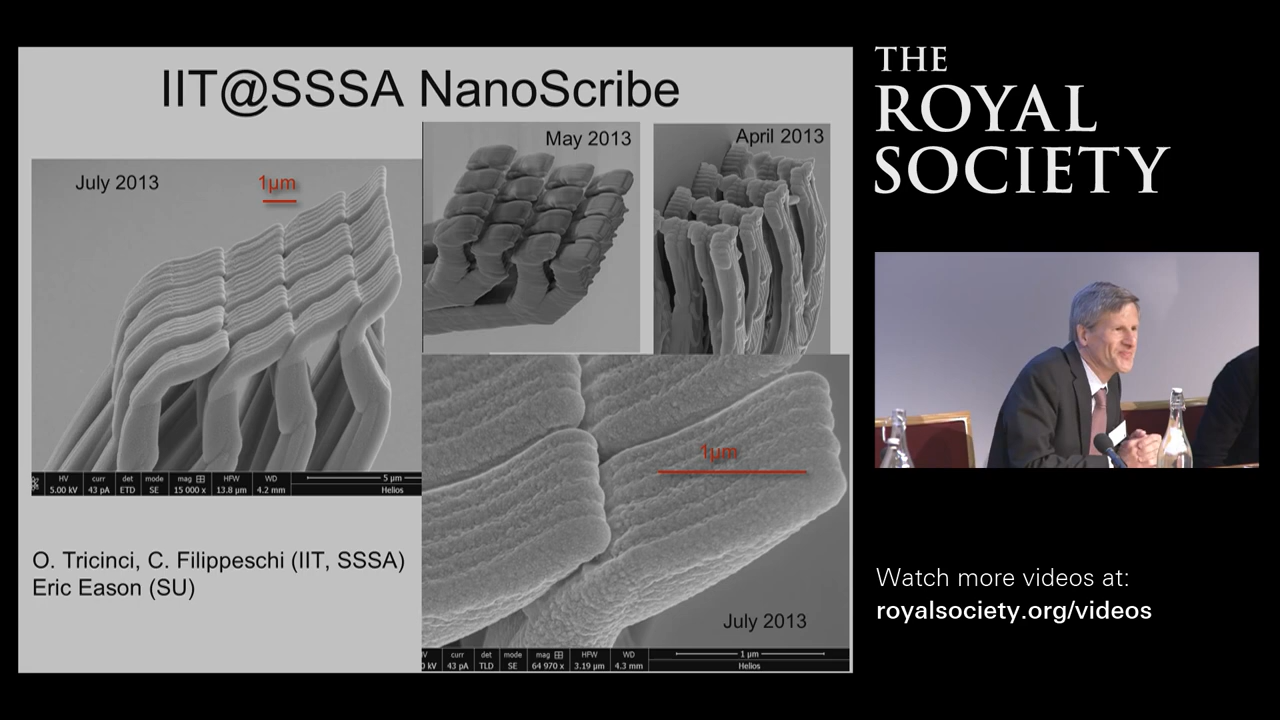 IIT@SSSA NanoScribe
July 2013
1µm
May 2013
April 2013
HV curr det mode mag HFW WD 5 µm
5.00 kV 43 pA ETD SE 15 000 x 13.8 µm 4.2 mm Helios
O. Tricinci, C. Filippeschi (IIT, SSSA)
Eric Eason (SU)
1µm
July 2013
curr det mode mag HFW WD 1 µm
kV 43 pA TLD SE 64 970 x 3.19 µm 4.3 mm Helios
THE
ROYAL
SOCIETY
Watch more videos at:
royalsociety.org/videos